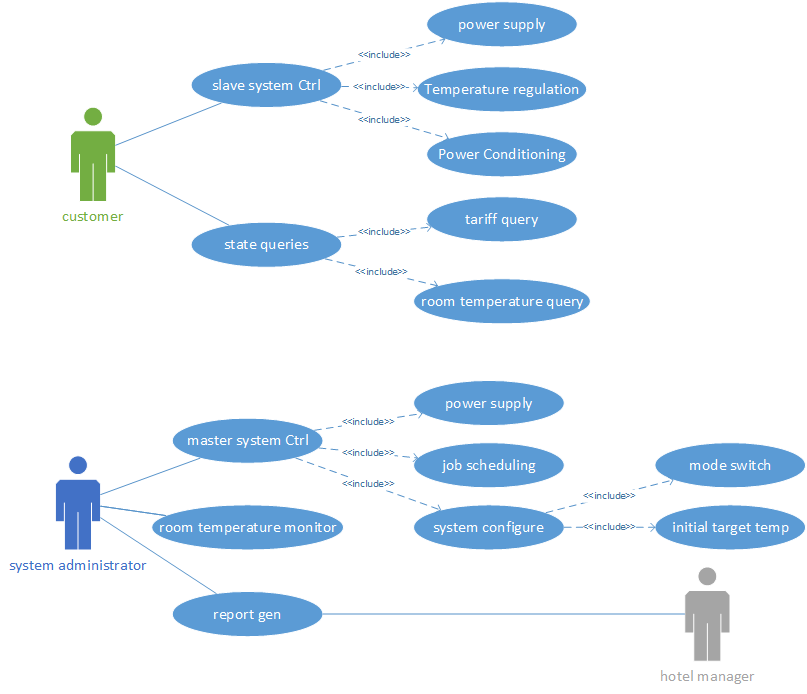 power supply
<<include>>
slave system Ctrl
<<include>>
Temperature regulation
<<include>>
Power Conditioning
customer
tariff query
<<include>>
state queries
<<include>>
room temperature query
power supply
<<include>>
master system Ctrl
<<include>>
job scheduling
mode switch
<<include>>
<<include>>
room temperature monitor
system configure
<<include>>
initial target temp
system administrator
report gen
hotel manager